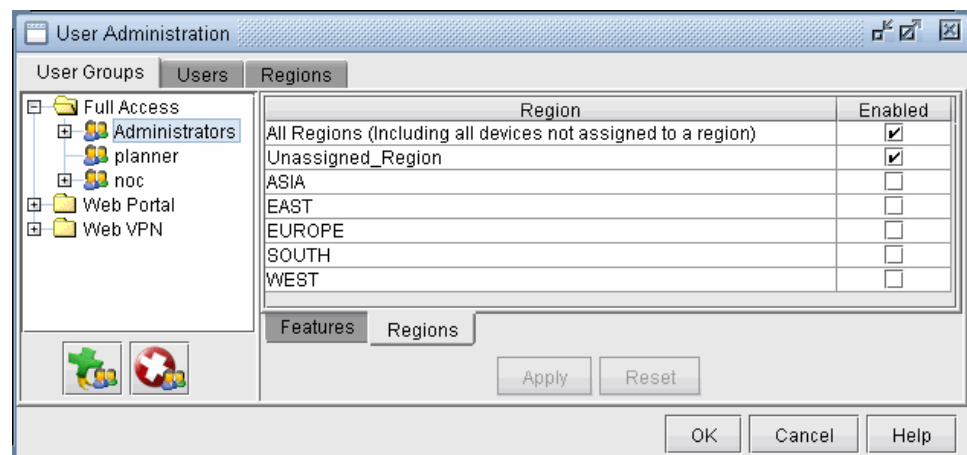 User Administration
User Groups Users Regions
Full Access
Administrators
planner
noc
Web Portal
Web VPN
Region Enabled
All Regions (Including all devices not assigned to a region)
Unassigned_Region
ASIA
EAST
EUROPE
SOUTH
WEST
Features Regions
Apply Reset
OK Cancel Help